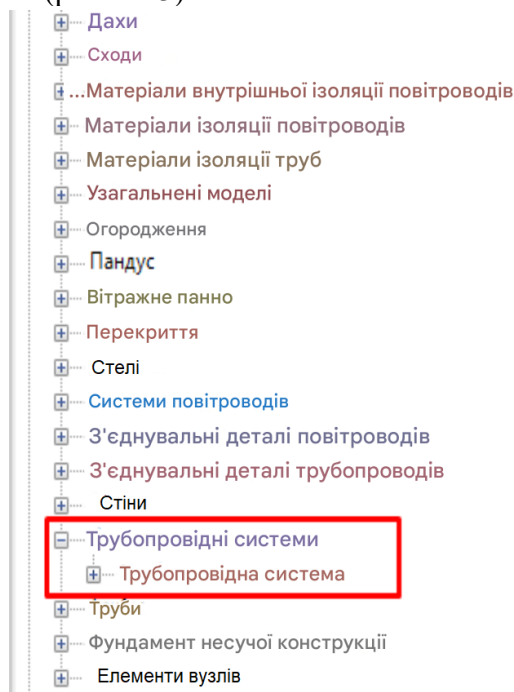 Дахи
Сходи
...Матеріали внутрішньої ізоляції повітроводів
Матеріали ізоляції повітроводів
Матеріали ізоляції труб
Узагальнені моделі
Огородження
Пандус
Вітражне панно
Перекриття
Стелі
Системи повітроводів
З'єднувальні деталі повітроводів
З'єднувальні деталі трубопроводів
Стіни
Трубопровідні системи
Трубопровідна система
Труби
Фундамент несучої конструкції
Елементи вузлів